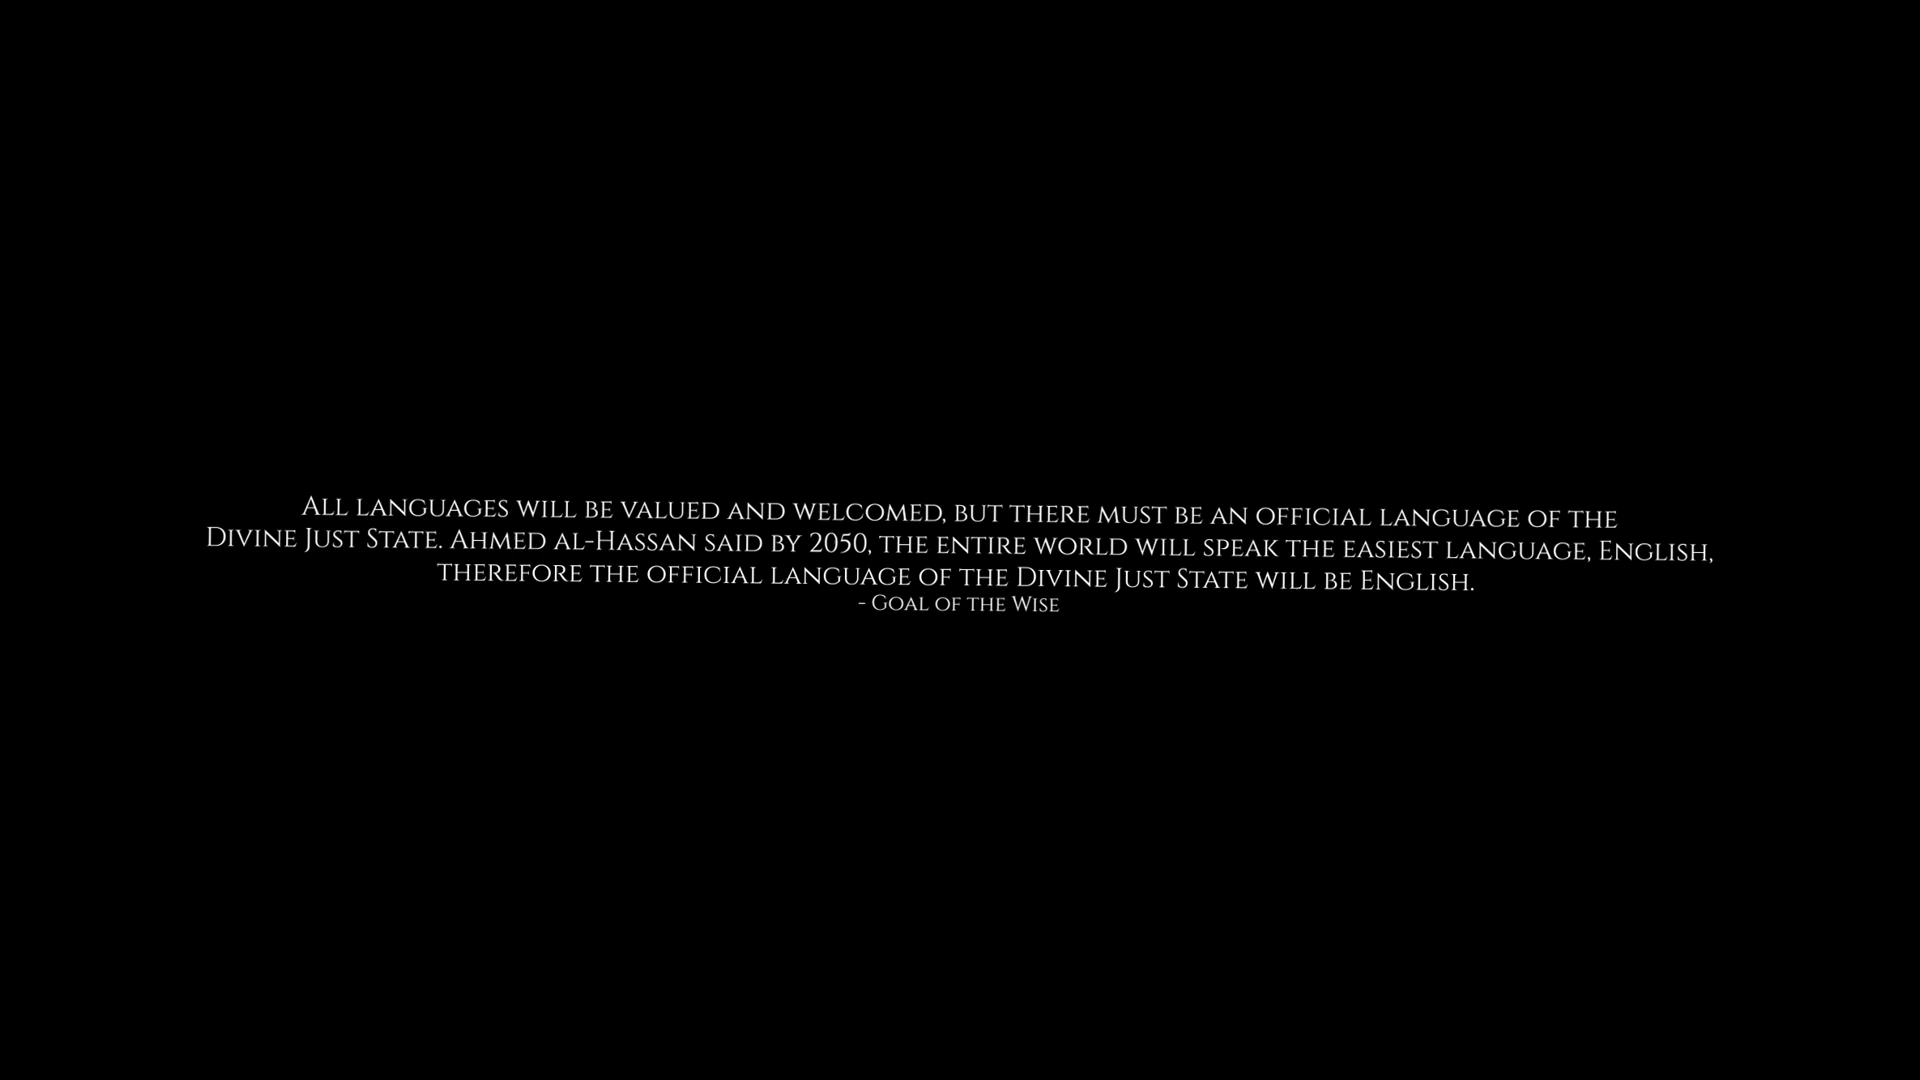 All languages will be valued and welcomed, but there must be an official language of the
Divine Just State. Ahmed al-Hassan said by 2050, the entire world will speak the easiest language, English,
therefore the official language of the Divine Just State will be English.
- Goal of the Wise